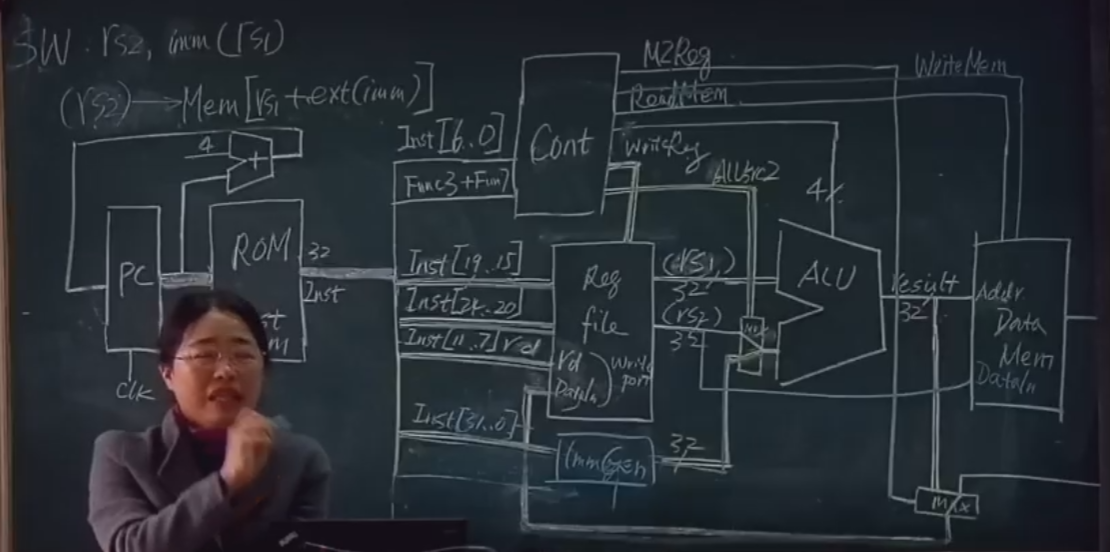 SW rs2, imm(rs1)
(rs2) → Mem[rs1+ext(imm)]
4
+
PC
clk
ROM
32
Inst
Inst[6..0]
Func3+Fun7
Inst[19..15]
Inst[24..20]
Inst[11..7] rd
Inst[31..0]
Cont
M2Reg
ReadMem
WriteMem
WriteReg
ALUsrc2
4
Reg
file
rd
DataIn
Write
port
ImmGen
32
(rs1)
32
(rs2)
32
ALU
result
32
Addr
Data
Mem
DataIn
mux